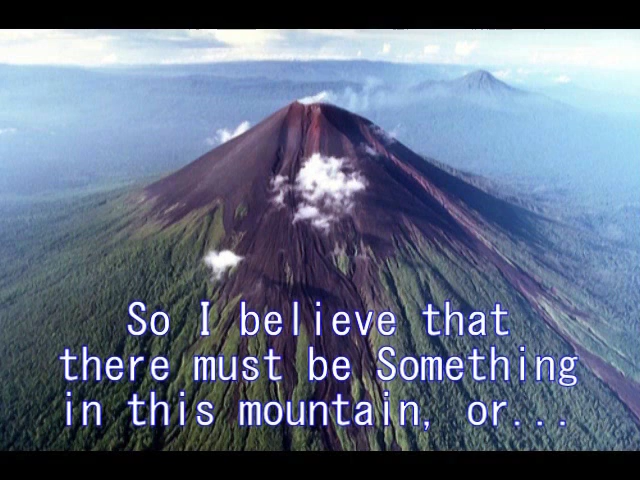 So I believe that
there must be Something
in this mountain, or...